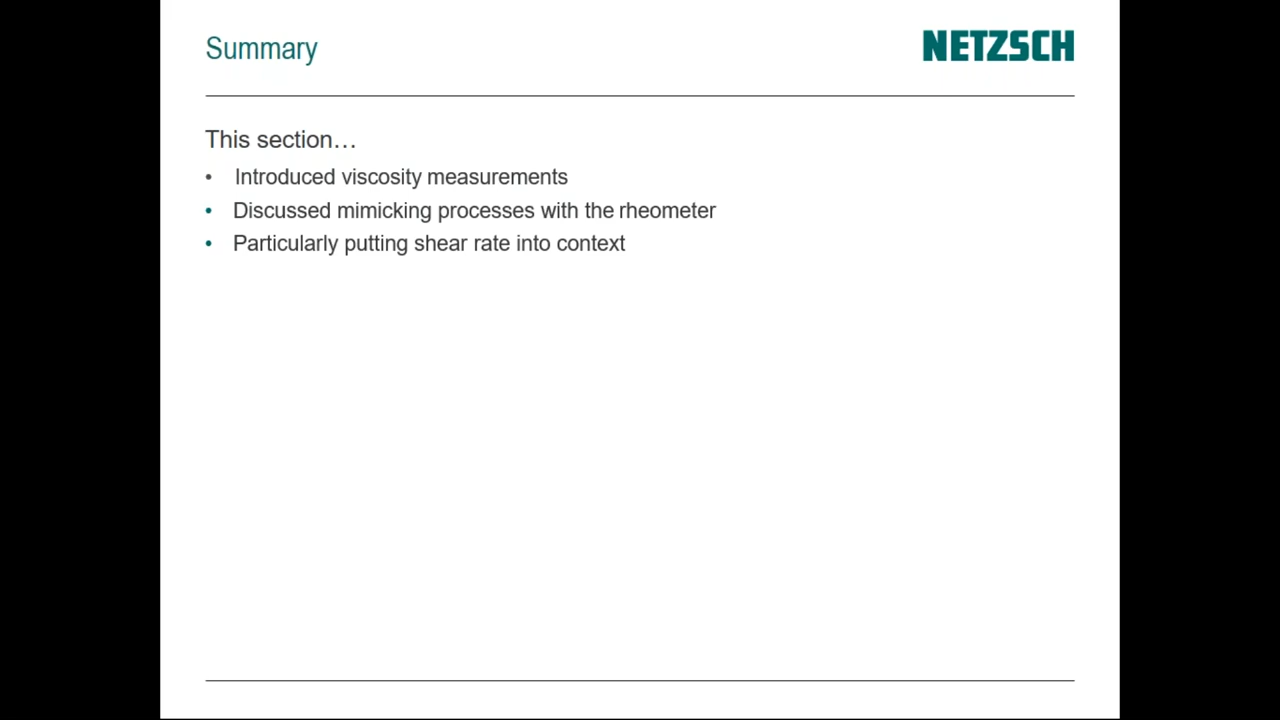 Summary
NETZSCH
This section…
• Introduced viscosity measurements
• Discussed mimicking processes with the rheometer
• Particularly putting shear rate into context